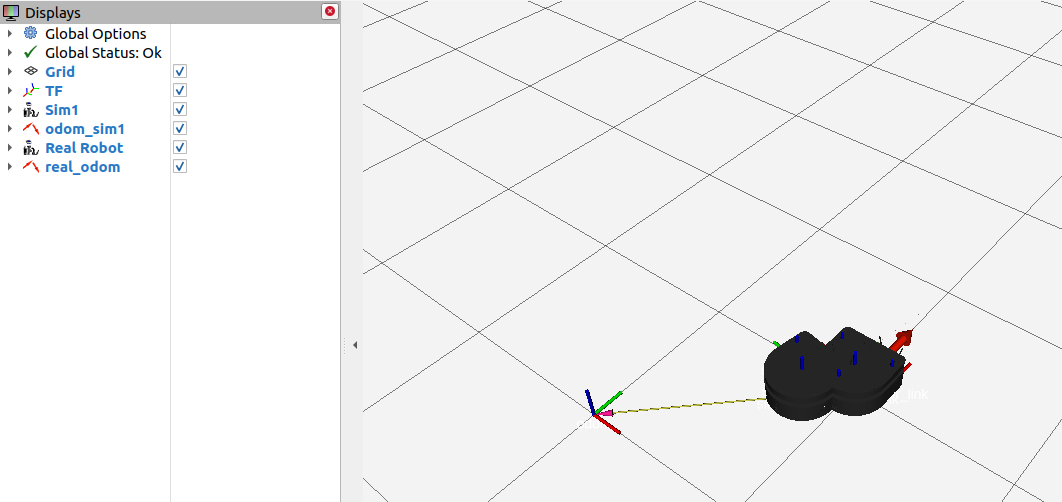 Displays
Global Options
Global Status: Ok
Grid
TF
Sim1
odom_sim1
Real Robot
real_odom